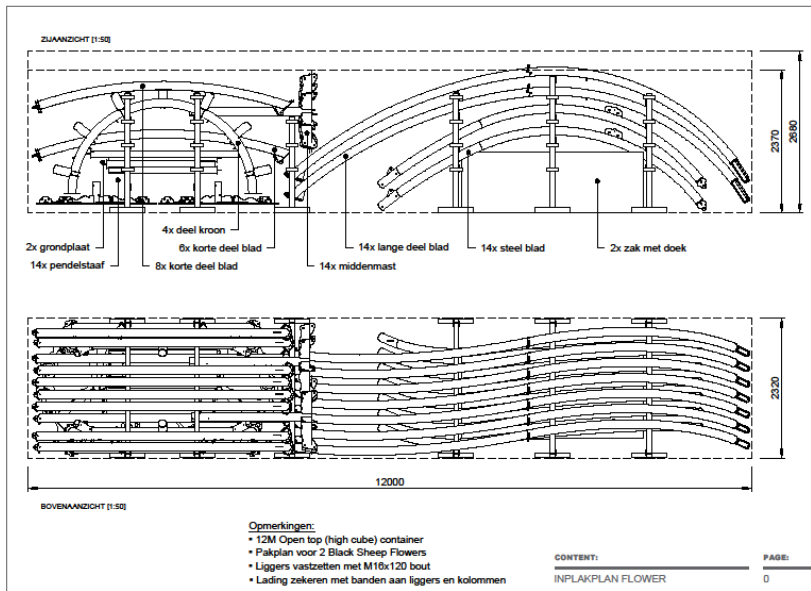 ZIJAANZICHT [1:50]
2370
2680
4x deel kroon
2x grondplaat
6x korte deel blad
14x lange deel blad
14x steel blad
2x zak met doek
14x pendelstaaf
8x korte deel blad
14x middenmast
2320
12000
BOVENAANZICHT [1:50]
Opmerkingen:
• 12M Open top (high cube) container
• Pakplan voor 2 Black Sheep Flowers
• Liggers vastzetten met M16x120 bout
• Lading zekeren met banden aan liggers en kolommen
CONTENT:
PAGE:
INPLAKPLAN FLOWER
0